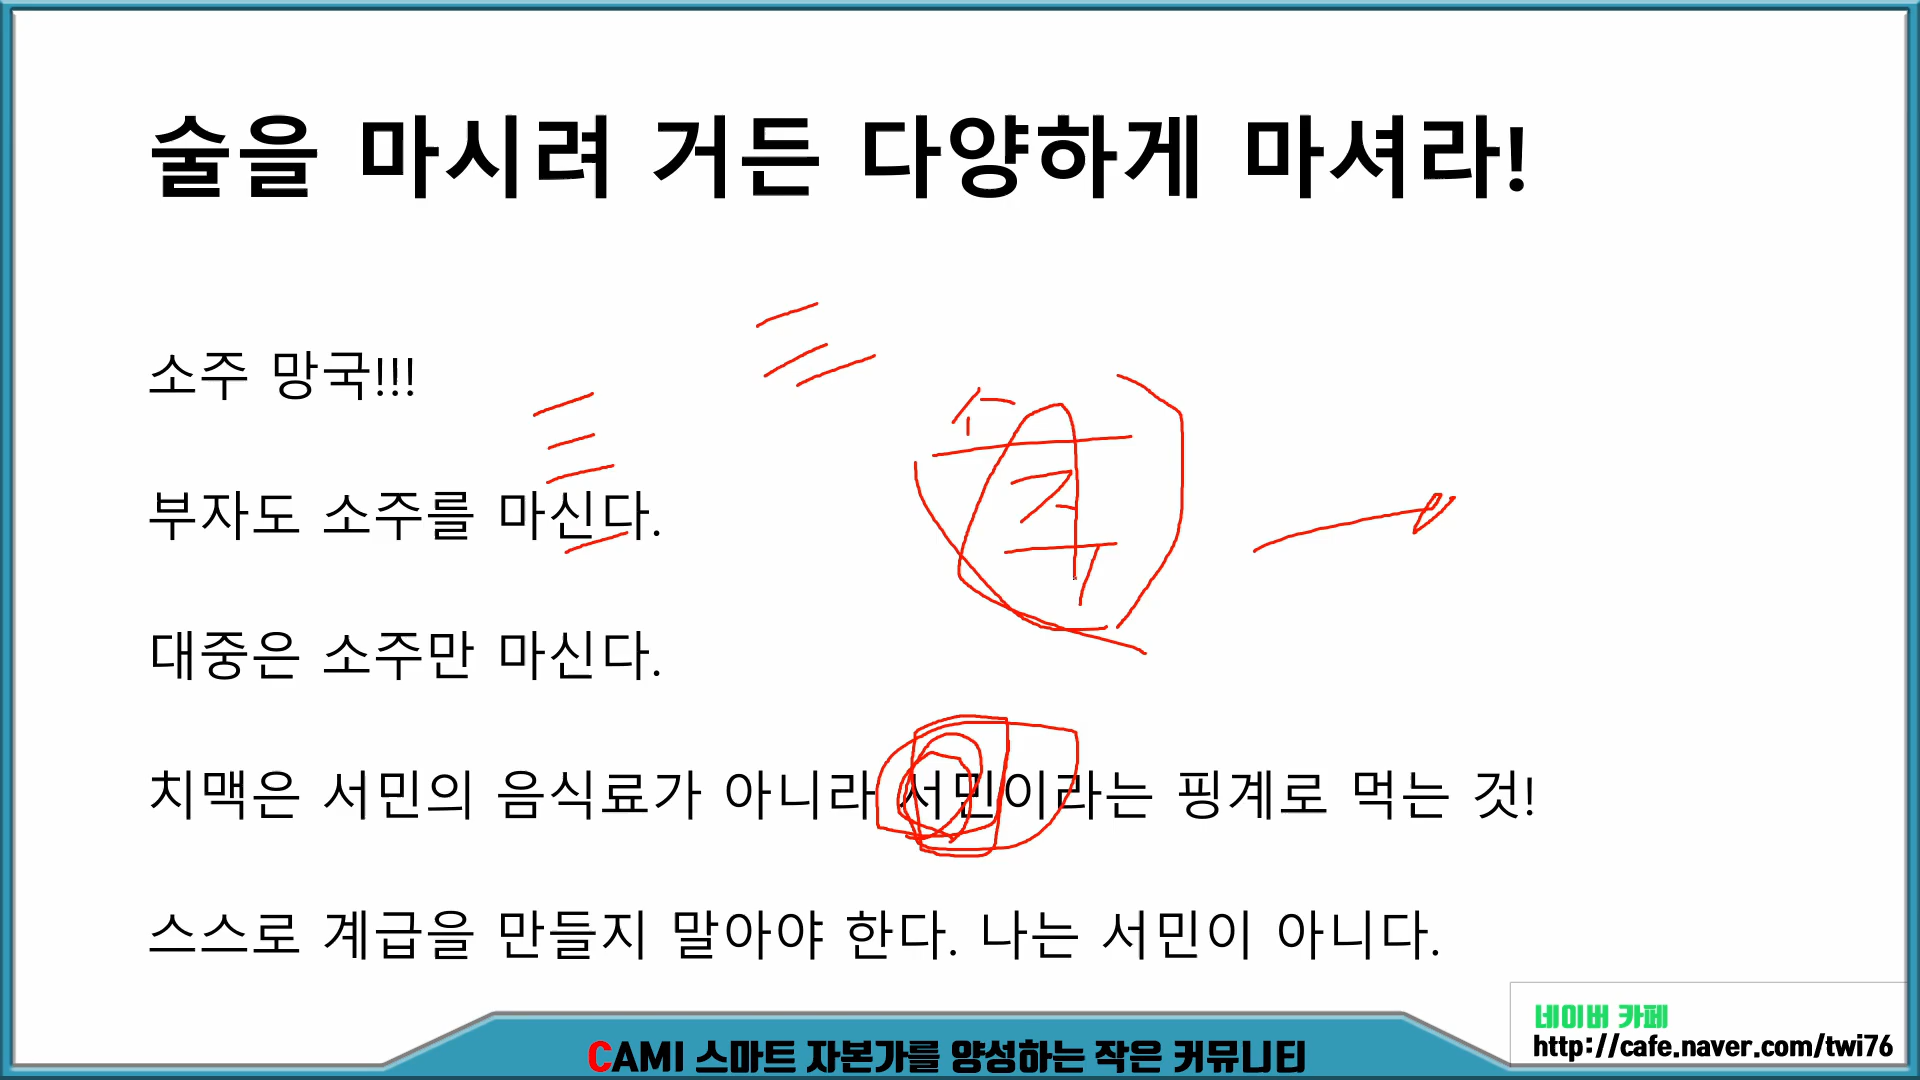 술을 마시려 거든 다양하게 마셔라!
소주 망국!!!
부자도 소주를 마신다.
대중은 소주만 마신다.
치맥은 서민의 음식료가 아니라 서민이라는 핑계로 먹는 것!
스스로 계급을 만들지 말아야 한다. 나는 서민이 아니다.
네이버 카페
http://cafe.naver.com/twi76
CAMI 스마트 자본가를 양성하는 작은 커뮤니티